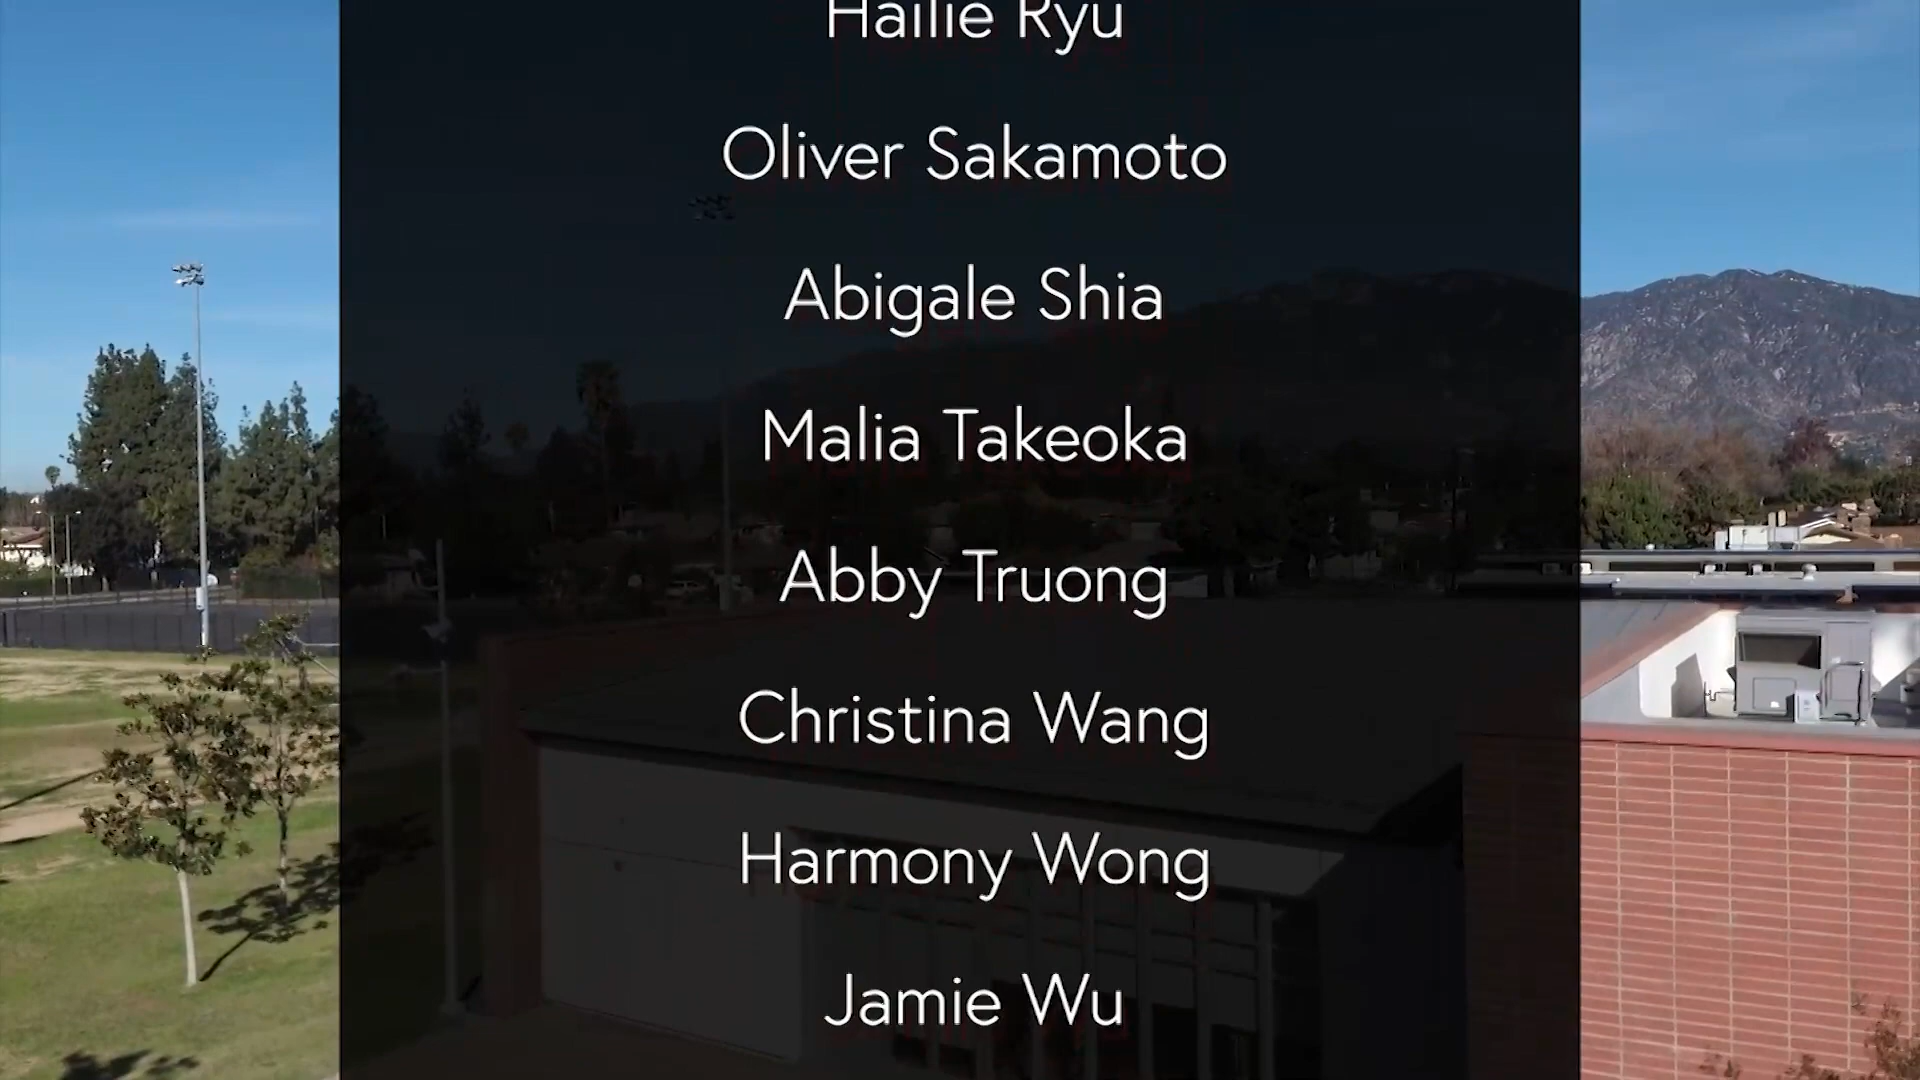 Hailie Ryu
Oliver Sakamoto
Abigale Shia
Malia Takeoka
Abby Truong
Christina Wang
Harmony Wong
Jamie Wu